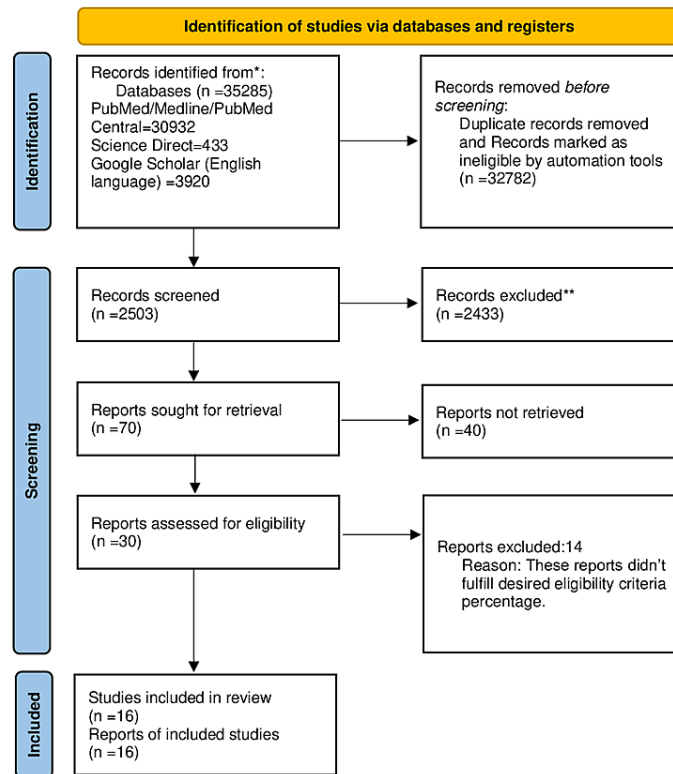 Identification of studies via databases and registers
Identification
Records identified from*:
Databases (n =35285)
PubMed/Medline/PubMed
Central=30932
Science Direct=433
Google Scholar (English
language) =3920
Records removed before
screening:
Duplicate records removed
and Records marked as
ineligible by automation tools
(n =32782)
Screening
Records screened
(n =2503)
Records excluded**
(n =2433)
Reports sought for retrieval
(n =70)
Reports not retrieved
(n =40)
Reports assessed for eligibility
(n =30)
Reports excluded:14
Reason: These reports didn't
fulfill desired eligibility criteria
percentage.
Included
Studies included in review
(n =16)
Reports of included studies
(n =16)